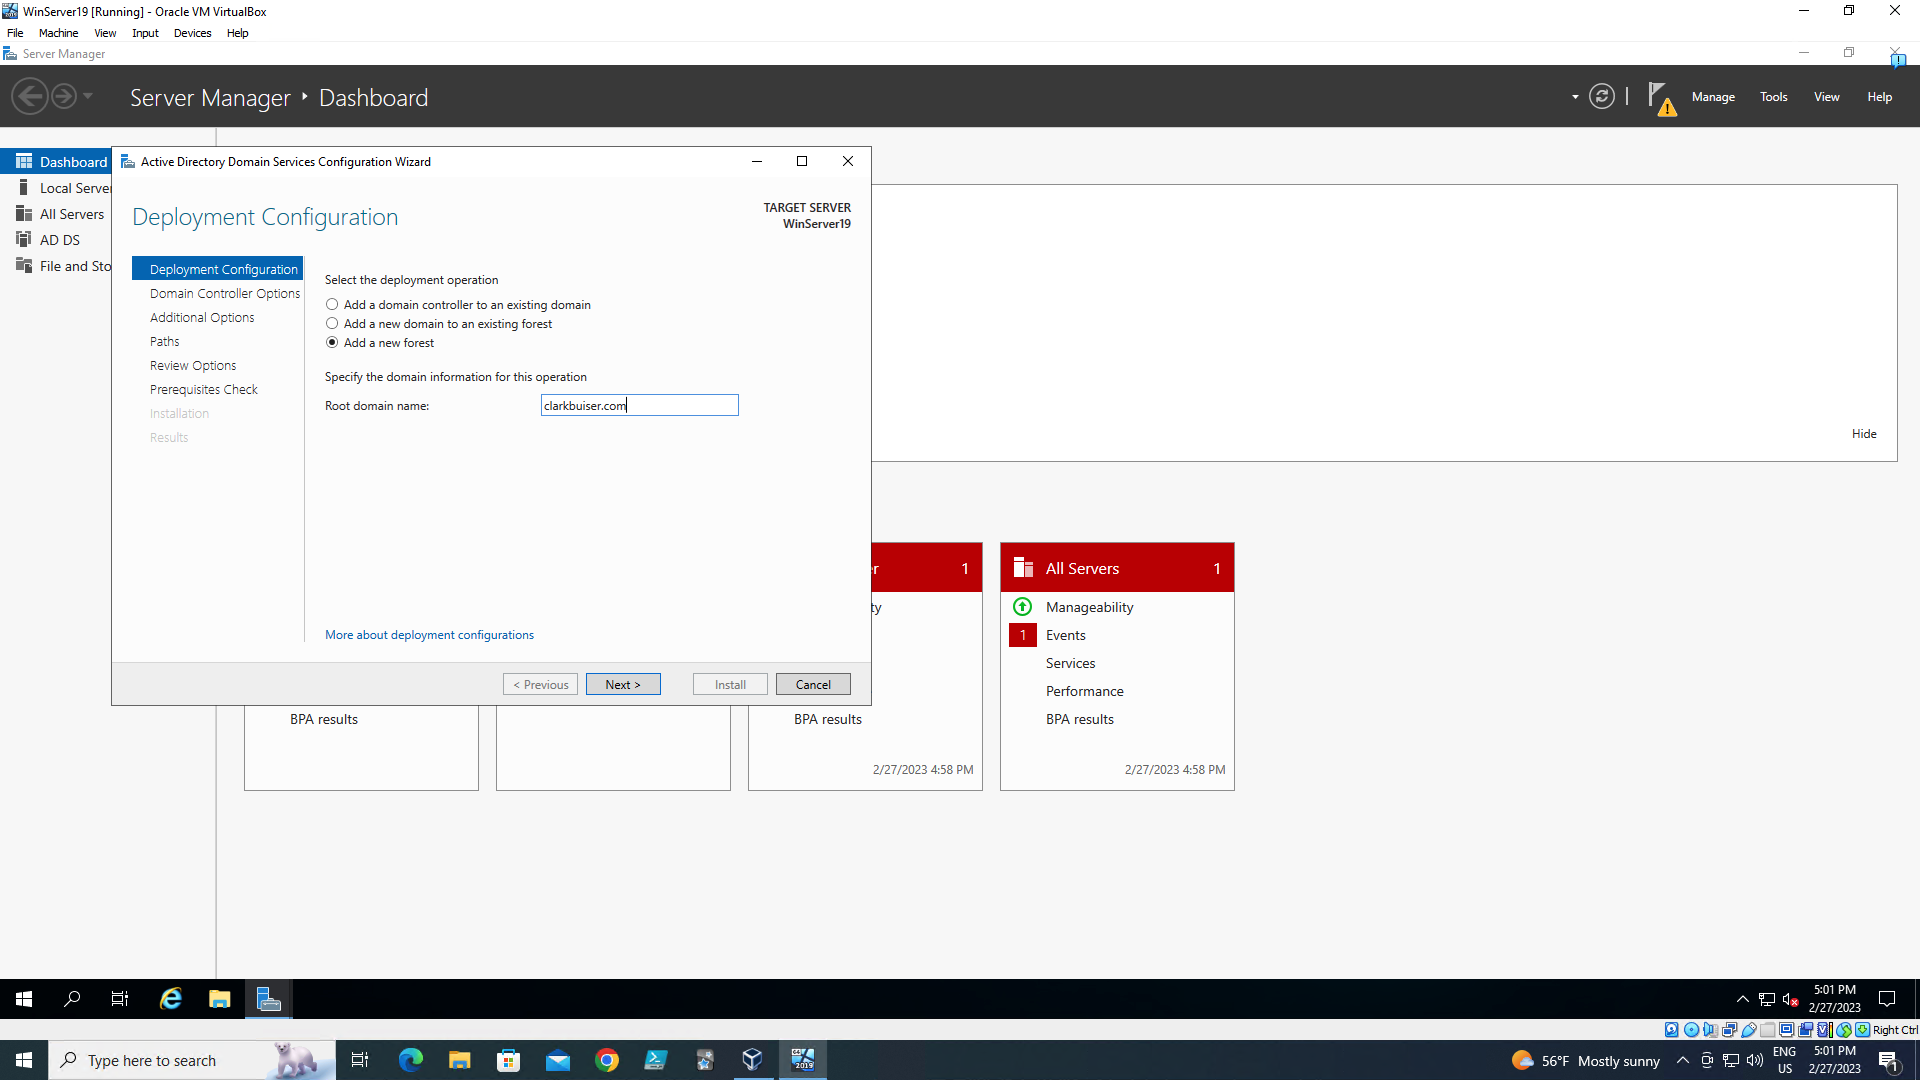 WinServer19 [Running] - Oracle VM VirtualBox
File Machine View Input Devices Help
Server Manager
Server Manager ‣ Dashboard
Manage Tools View Help
Dashboard
Local Server
All Servers
AD DS
File and Sto
Active Directory Domain Services Configuration Wizard
Deployment Configuration
TARGET SERVER
WinServer19
Deployment Configuration
Domain Controller Options
Additional Options
Paths
Review Options
Prerequisites Check
Installation
Results
Select the deployment operation
Add a domain controller to an existing domain
Add a new domain to an existing forest
Add a new forest
Specify the domain information for this operation
Root domain name: clarkbuiser.com
More about deployment configurations
< Previous Next > Install Cancel
Hide
r 1
ty
BPA results
BPA results
2/27/2023 4:58 PM
All Servers 1
Manageability
1 Events
Services
Performance
BPA results
2/27/2023 4:58 PM
5:01 PM
2/27/2023
Right Ctrl
Type here to search
2019
56°F Mostly sunny
ENG
US
5:01 PM
2/27/2023
1